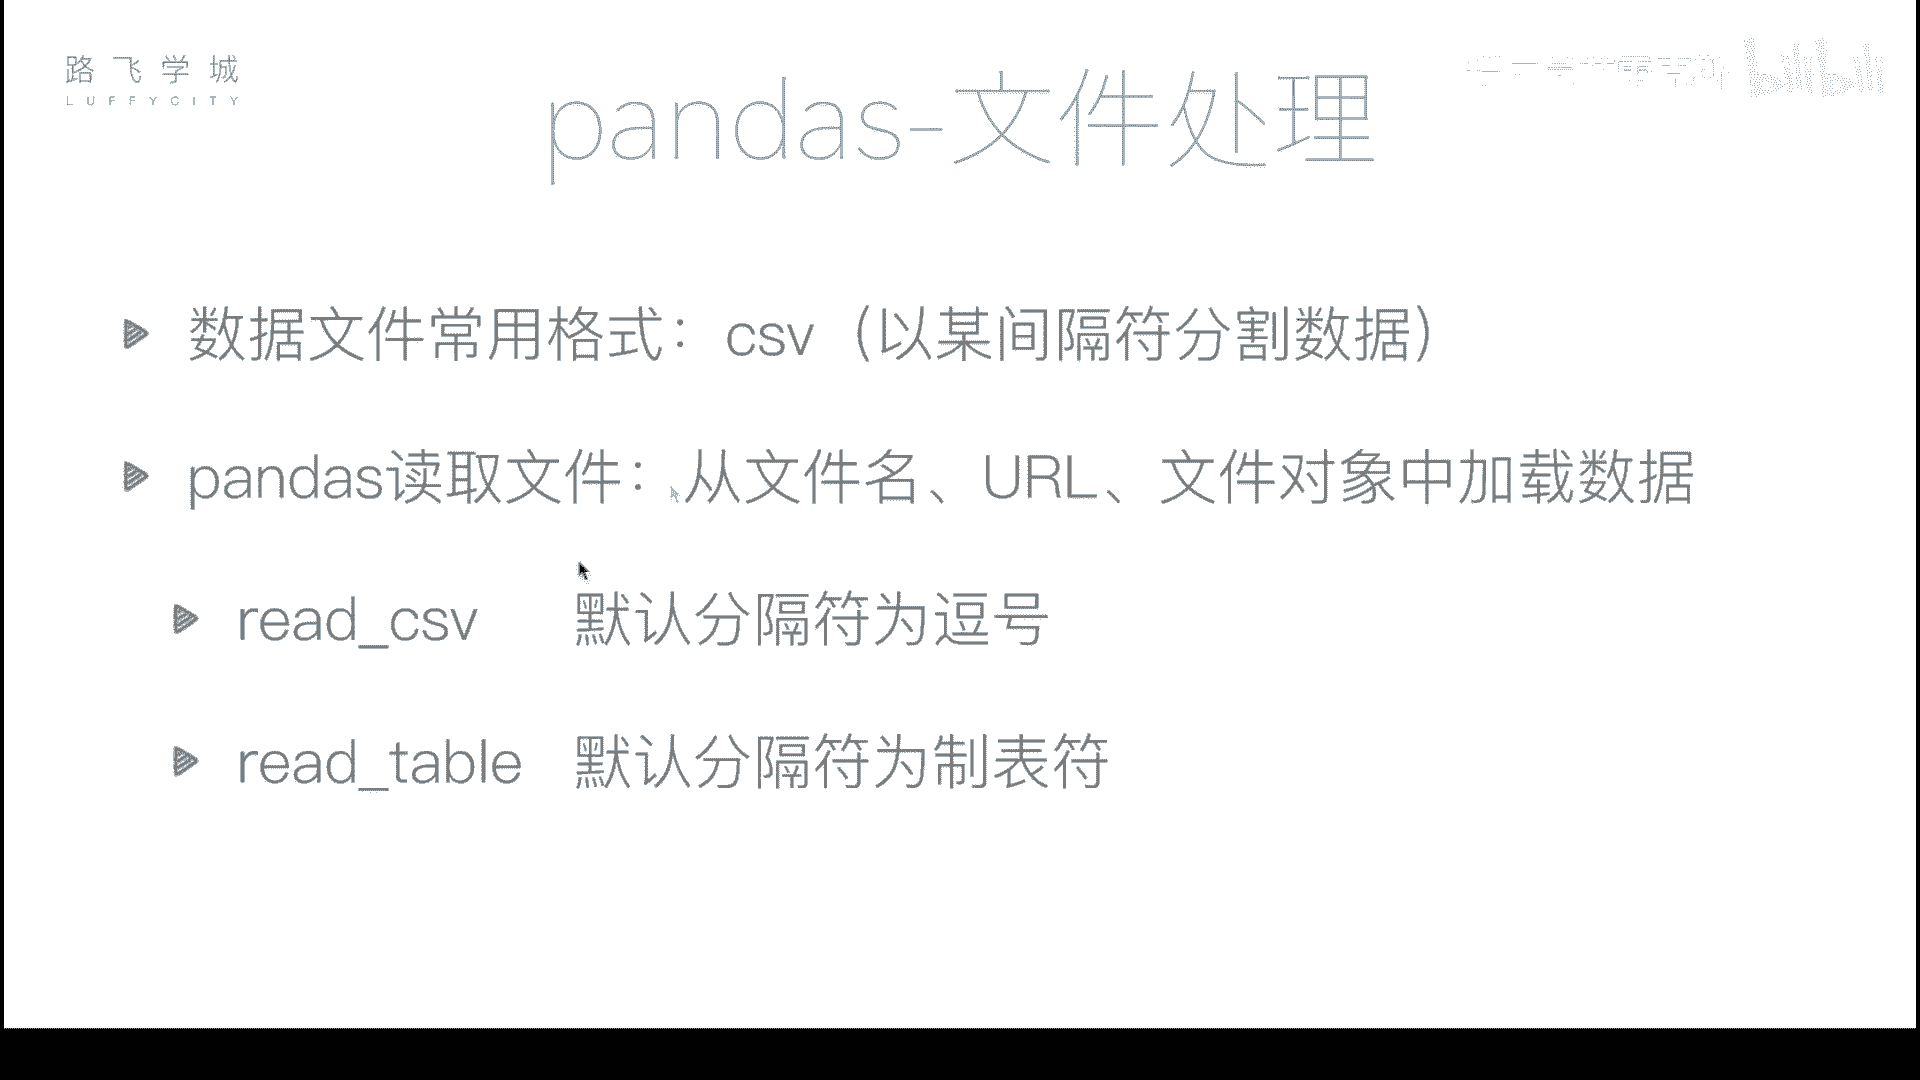 路飞学城
LUFFYCITY
bilibili
pandas-文件处理
数据文件常用格式：csv（以某间隔符分割数据）
pandas读取文件：从文件名、URL、文件对象中加载数据
read_csv 默认分隔符为逗号
read_table 默认分隔符为制表符